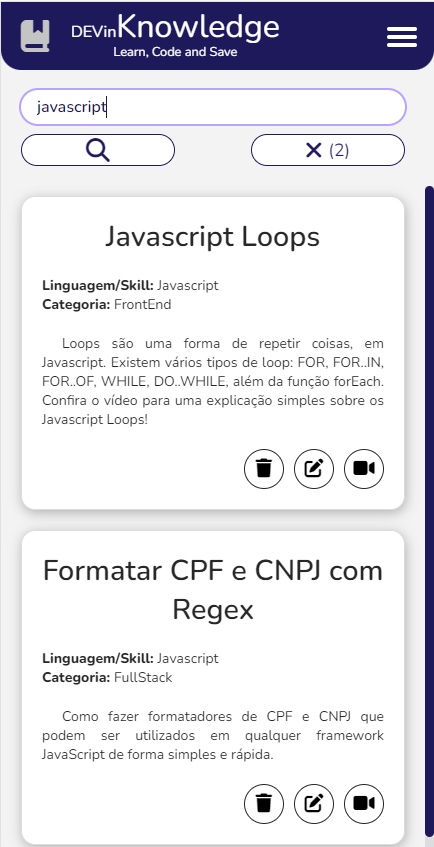 DEVinKnowledge
Learn, Code and Save
javascript
(2)
Javascript Loops
Linguagem/Skill: Javascript
Categoria: FrontEnd
Loops são uma forma de repetir coisas, em
Javascript. Existem vários tipos de loop: FOR, FOR..IN,
FOR..OF, WHILE, DO..WHILE, além da função forEach.
Confira o vídeo para uma explicação simples sobre os
Javascript Loops!
Formatar CPF e CNPJ com
Regex
Linguagem/Skill: Javascript
Categoria: FullStack
Como fazer formatadores de CPF e CNPJ que
podem ser utilizados em qualquer framework
JavaScript de forma simples e rápida.